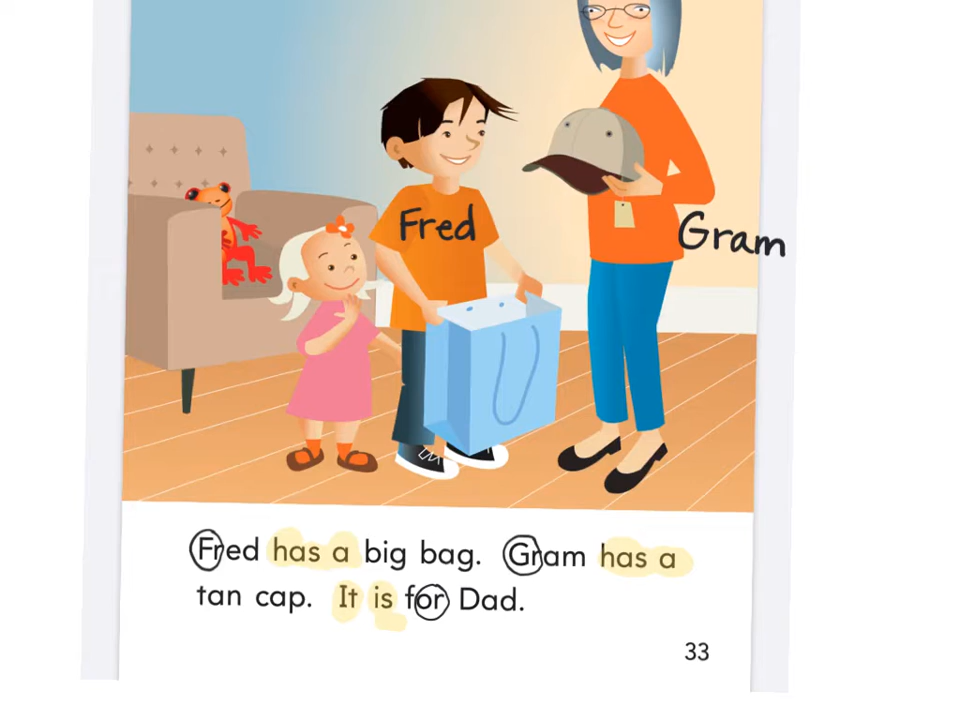 Fred
Gram
Fred has a big bag. Gram has a
tan cap. It is for Dad.
33